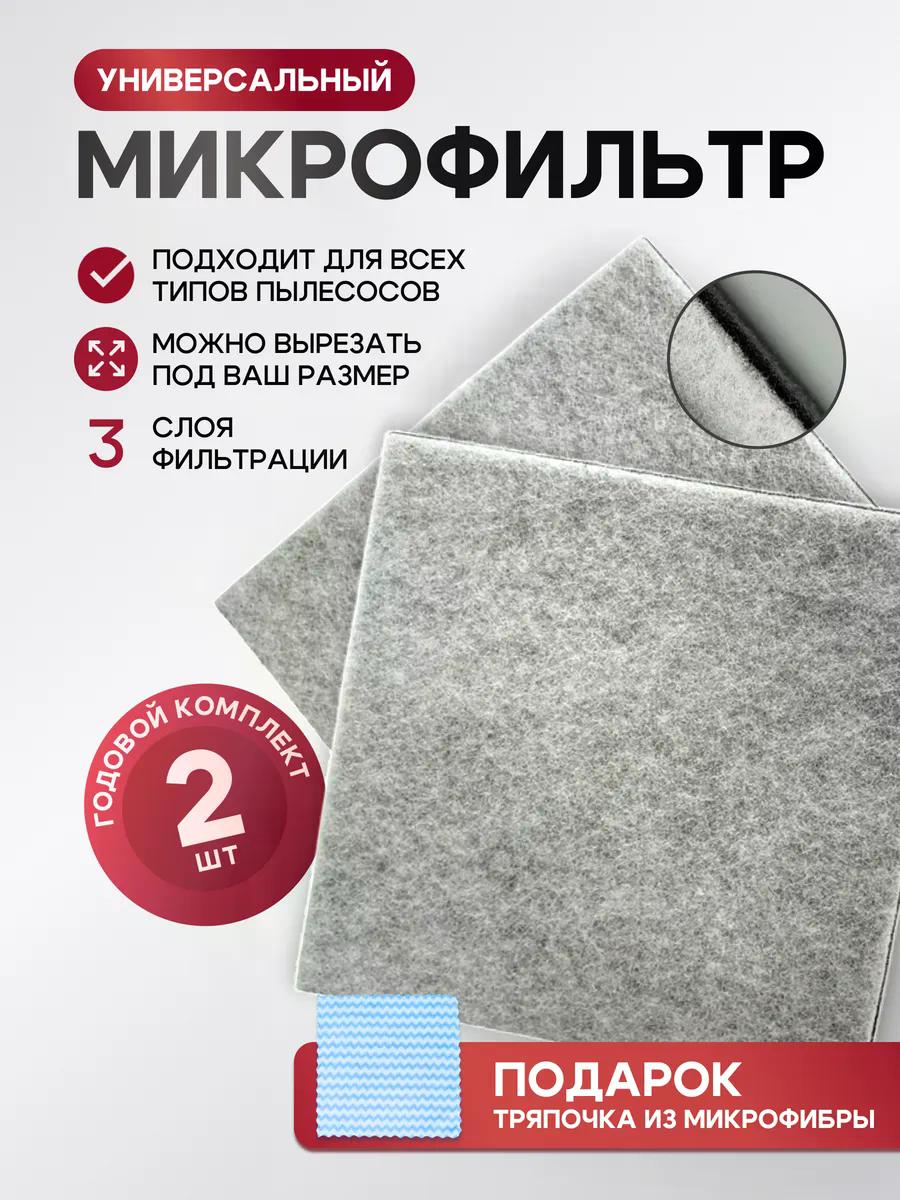 УНИВЕРСАЛЬНЫЙ
МИКРОФИЛЬТР
ПОДХОДИТ ДЛЯ ВСЕХ
ТИПОВ ПЫЛЕСОСОВ
МОЖНО ВЫРЕЗАТЬ
ПОД ВАШ РАЗМЕР
3 СЛОЯ
ФИЛЬТРАЦИИ
ГОДОВОЙ КОМПЛЕКТ
2
ШТ
ПОДАРОК
ТРЯПОЧКА ИЗ МИКРОФИБРЫ